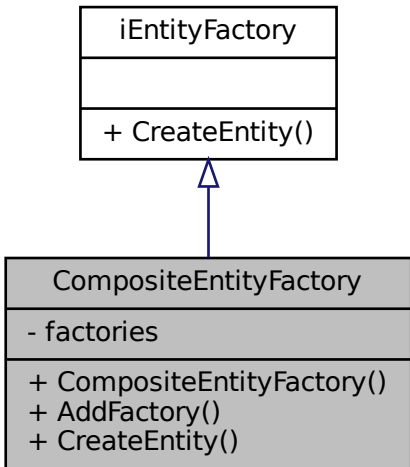 iEntityFactory
+ CreateEntity()
CompositeEntityFactory
- factories
+ CompositeEntityFactory()
+ AddFactory()
+ CreateEntity()